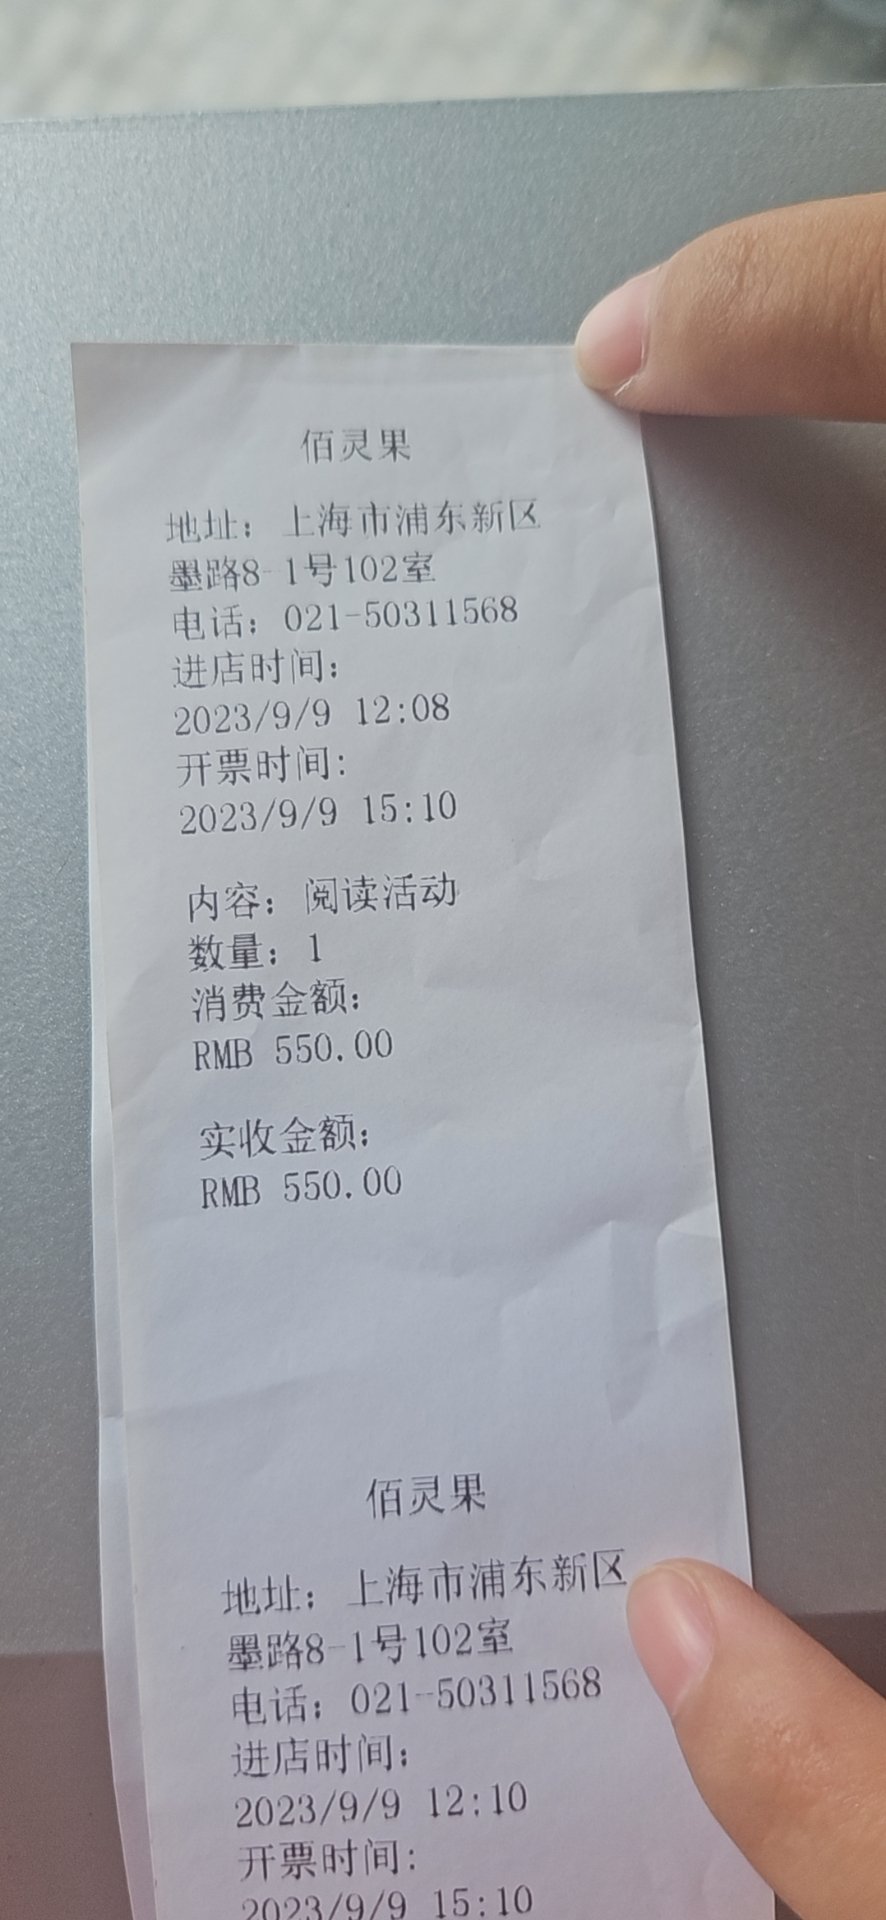 佰灵果
地址：上海市浦东新区
墨路8-1号102室
电话：021-50311568
进店时间：
2023/9/9 12:08
开票时间：
2023/9/9 15:10
内容：阅读活动
数量：1
消费金额：
RMB 550.00
实收金额：
RMB 550.00
佰灵果
地址：上海市浦东新区
墨路8-1号102室
电话：021-50311568
进店时间：
2023/9/9 12:10
开票时间：
2023/9/9 15:10